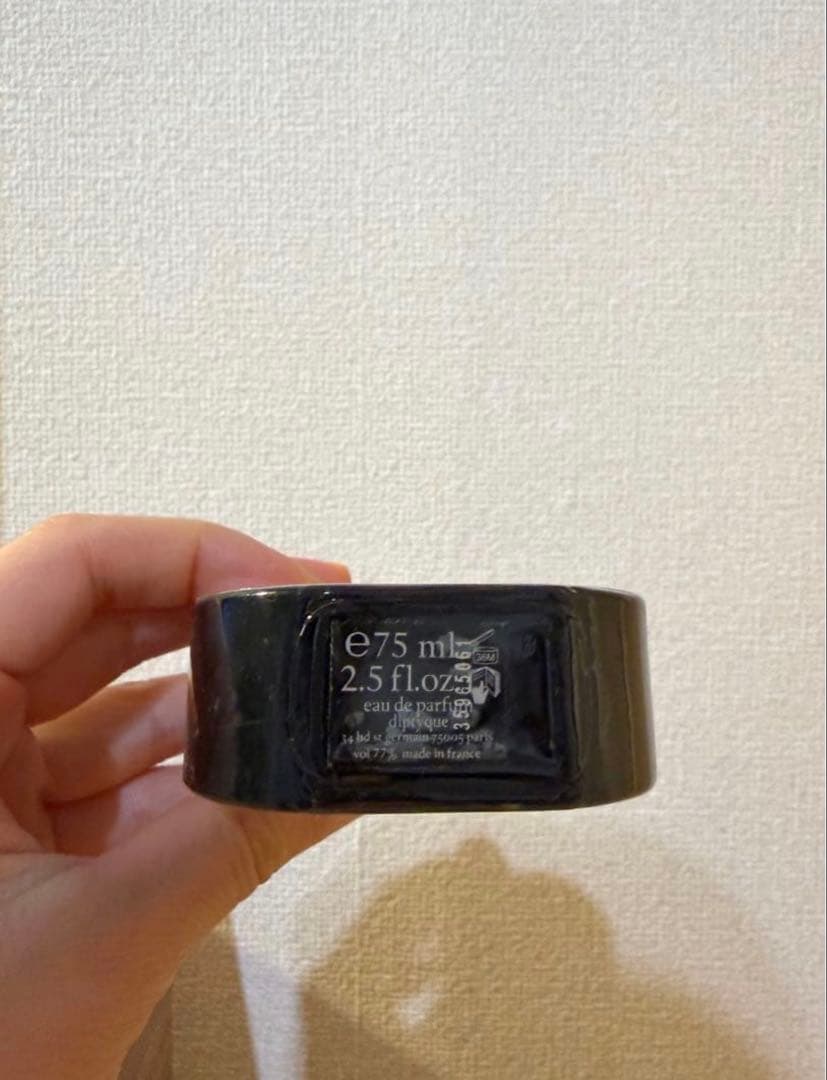 e75 ml
2.5 fl.oz
eau de parfum
diptyque
34 bd st germain 75005 paris
vol 77% made in france
36M